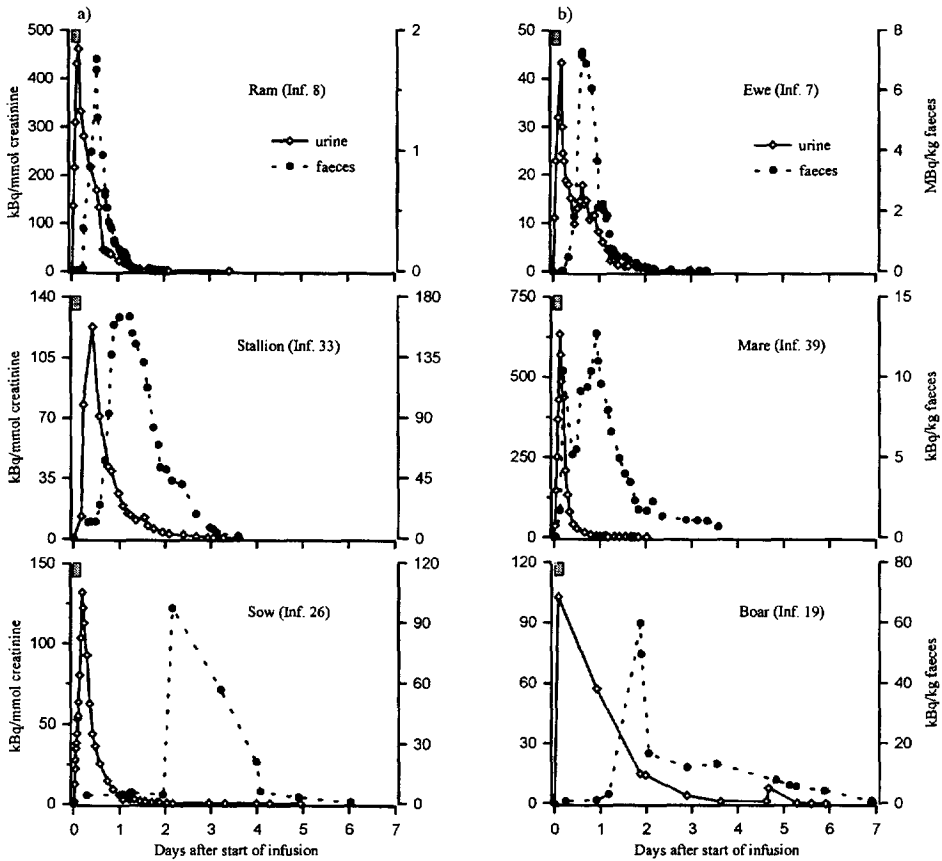 a)
500
400
300
200
100
0
2
1
0
kBq/mmol creatinine
Ram (Inf. 8)
urine
faeces
b)
50
40
30
20
10
0
8
6
4
2
0
MBq/kg faeces
Ewe (Inf. 7)
urine
faeces
140
105
70
35
0
180
135
90
45
0
kBq/mmol creatinine
Stallion (Inf. 33)
750
500
250
0
15
10
5
0
kBq/kg faeces
Mare (Inf. 39)
150
100
50
0
120
90
60
30
0
kBq/mmol creatinine
Sow (Inf. 26)
0 1 2 3 4 5 6 7
Days after start of infusion
120
90
60
30
0
80
60
40
20
0
kBq/kg faeces
Boar (Inf. 19)
0 1 2 3 4 5 6 7
Days after start of infusion